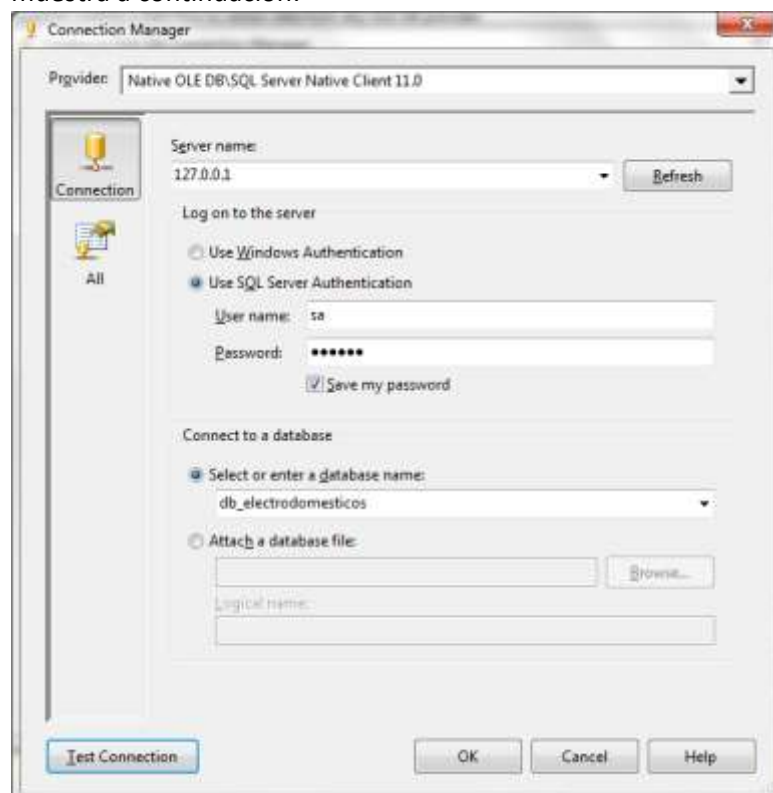 Connection Manager
Provider: Native OLE DB\SQL Server Native Client 11.0
Connection
All
Server name:
127.0.0.1
Refresh
Log on to the server
Use Windows Authentication
Use SQL Server Authentication
User name: sa
Password: ●●●●●●
Save my password
Connect to a database
Select or enter a database name:
db_electrodomesticos
Attach a database file:
Browse...
Logical name:
Test Connection OK Cancel Help